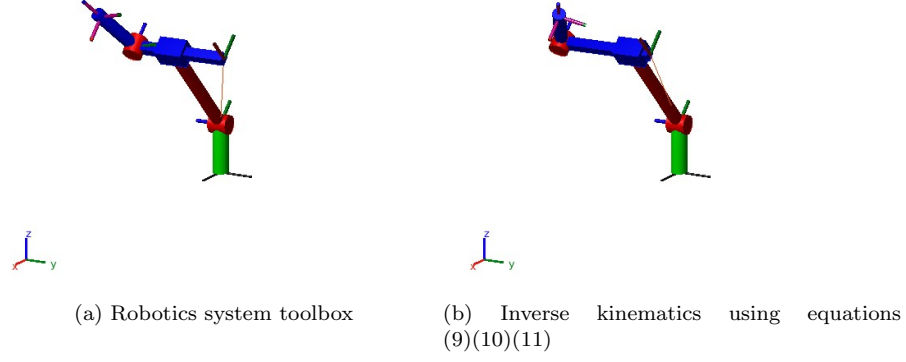 z
x
y
z
x
y
(a) Robotics system toolbox
(b) Inverse kinematics using equations
(9)(10)(11)